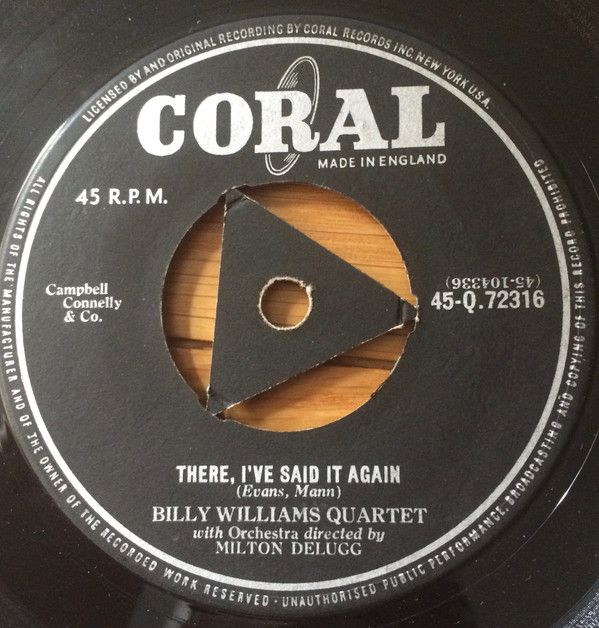 LICENSED BY AND ORIGINAL RECORDING BY CORAL RECORDS INC, NEW YORK U.S.A.
CORAL
MADE IN ENGLAND
45 R.P.M.
Campbell
Connelly
& Co.
(45-104336)
45-Q.72316
THERE, I'VE SAID IT AGAIN
(Evans, Mann)
BILLY WILLIAMS QUARTET
with Orchestra directed by
MILTON DELUGG
ALL RIGHTS OF THE MANUFACTURER AND OF THE OWNER OF THE RECORDED WORK RESERVED · UNAUTHORISED PUBLIC PERFORMANCE, BROADCASTING AND COPYING OF THIS RECORD PROHIBITED